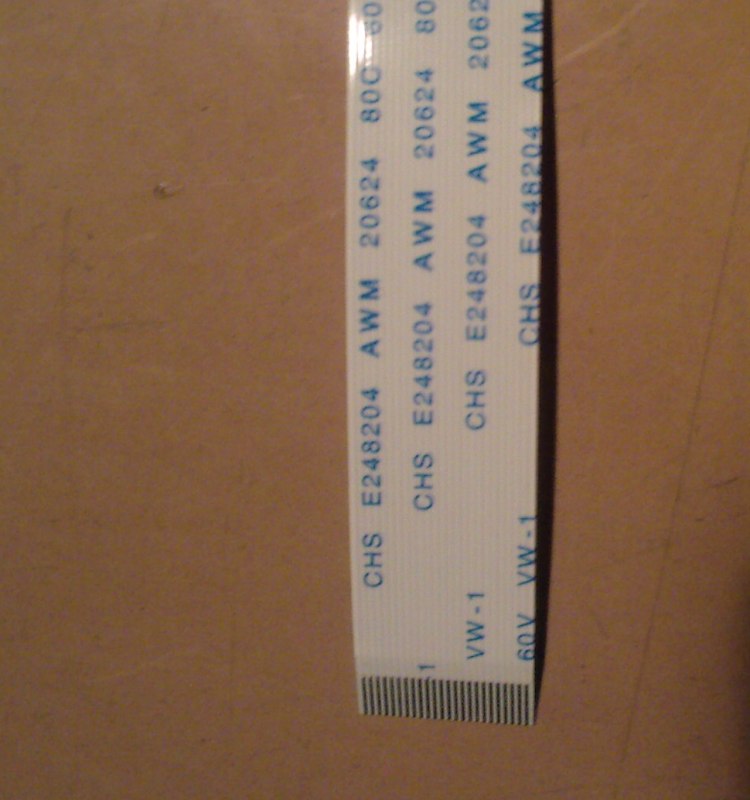 CHS E248204 AWM 20624 80C 60
1 CHS E248204 AWM 20624 80
VW-1 CHS E248204 AWM 2062
60V VW-1 CHS E248204 AWM